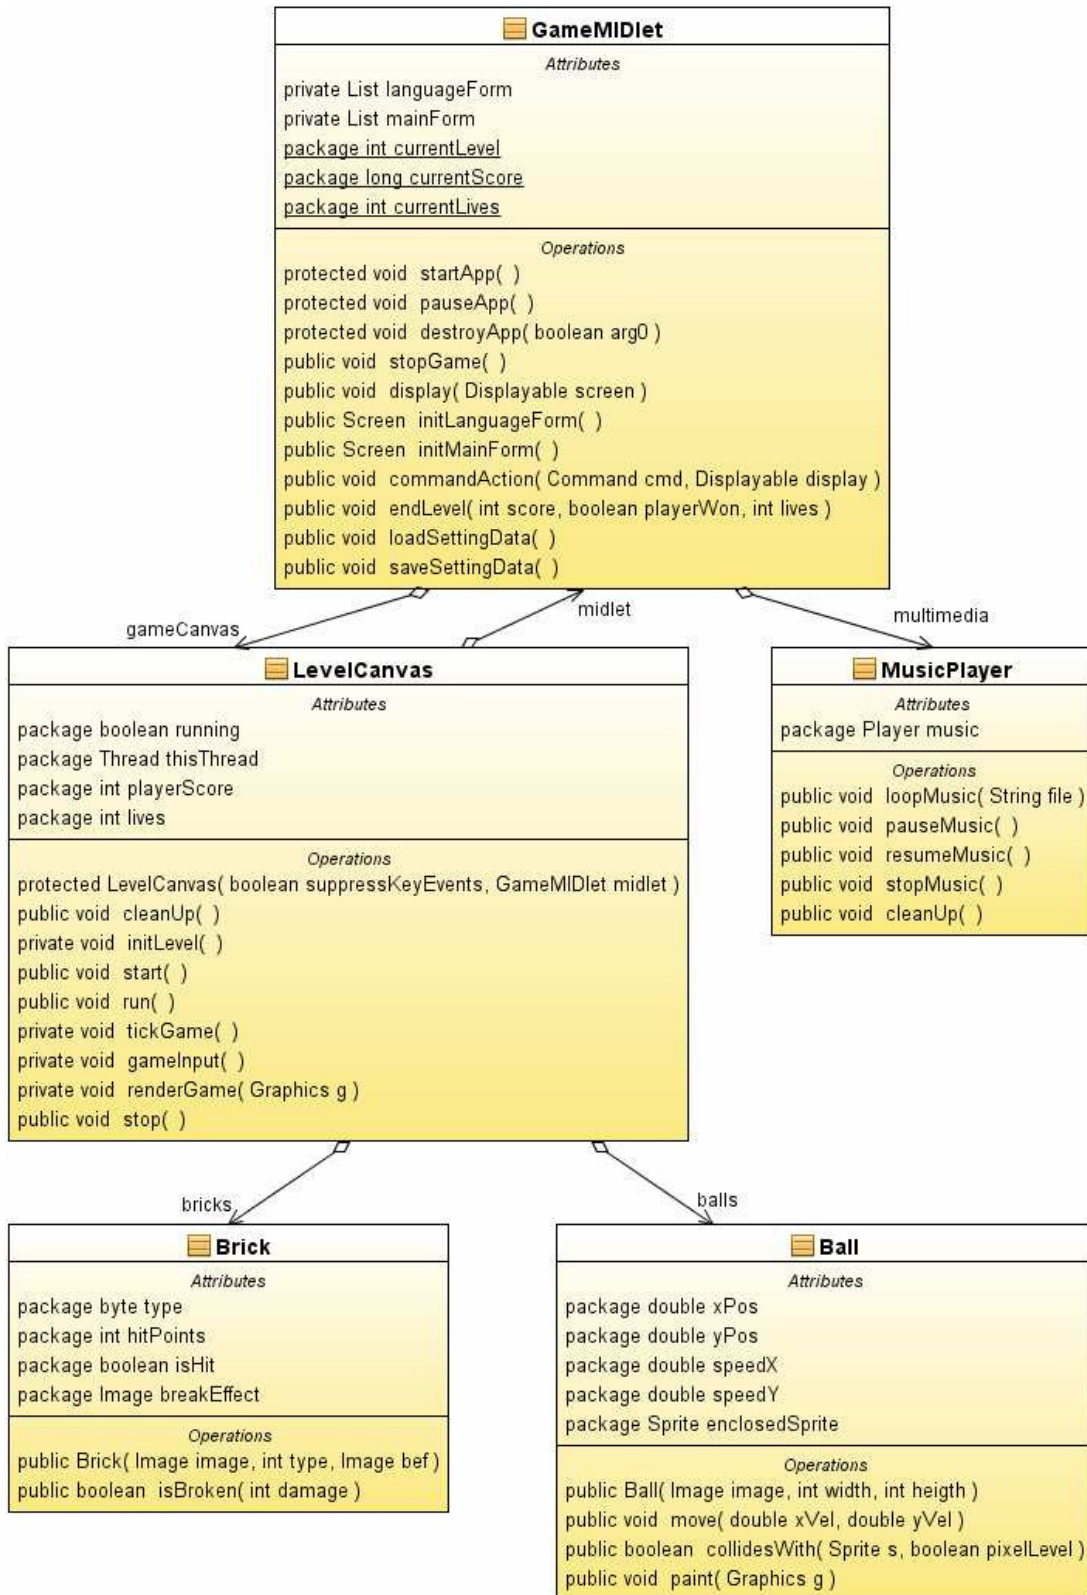 GameMIDlet
Attributes
private List languageForm
private List mainForm
package int currentLevel
package long currentScore
package int currentLives
Operations
protected void startApp( )
protected void pauseApp( )
protected void destroyApp( boolean arg0 )
public void stopGame( )
public void display( Displayable screen )
public Screen initLanguageForm( )
public Screen initMainForm( )
public void commandAction( Command cmd, Displayable display )
public void endLevel( int score, boolean playerWon, int lives )
public void loadSettingData( )
public void saveSettingData( )
gameCanvas
midlet
multimedia
LevelCanvas
Attributes
package boolean running
package Thread thisThread
package int playerScore
package int lives
Operations
protected LevelCanvas( boolean suppressKeyEvents, GameMIDlet midlet )
public void cleanUp( )
private void initLevel( )
public void start( )
public void run( )
private void tickGame( )
private void gameInput( )
private void renderGame( Graphics g )
public void stop( )
MusicPlayer
Attributes
package Player music
Operations
public void loopMusic( String file )
public void pauseMusic( )
public void resumeMusic( )
public void stopMusic( )
public void cleanUp( )
bricks
balls
Brick
Attributes
package byte type
package int hitPoints
package boolean isHit
package Image breakEffect
Operations
public Brick( Image image, int type, Image bef )
public boolean isBroken( int damage )
Ball
Attributes
package double xPos
package double yPos
package double speedX
package double speedY
package Sprite enclosedSprite
Operations
public Ball( Image image, int width, int heigth )
public void move( double xVel, double yVel )
public boolean collidesWith( Sprite s, boolean pixelLevel )
public void paint( Graphics g )